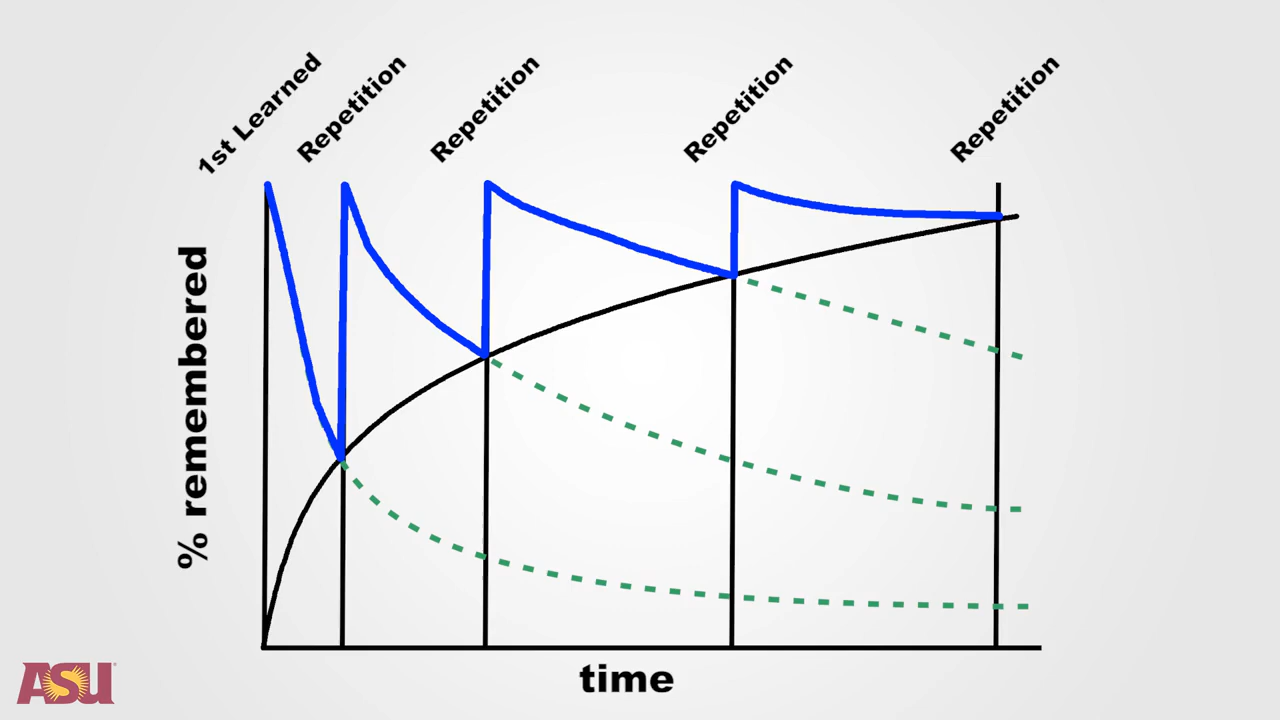 1st Learned
Repetition
Repetition
Repetition
Repetition
% remembered
time
ASU